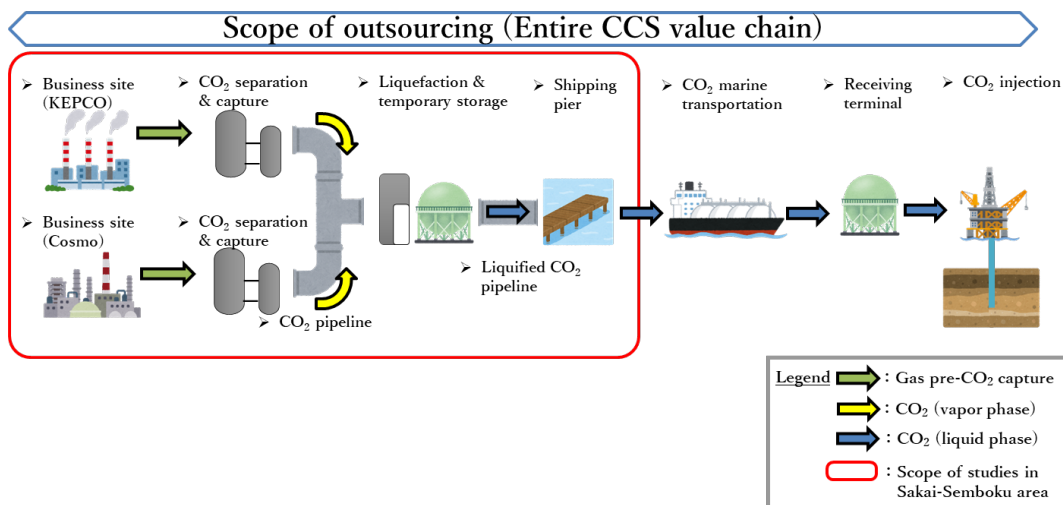 Scope of outsourcing (Entire CCS value chain)
➢ Business site
(KEPCO)
➢ CO₂ separation
& capture
➢ Liquefaction &
temporary storage
➢ Shipping
pier
➢ CO₂ marine
transportation
➢ Receiving
terminal
➢ CO₂ injection
➢ Business site
(Cosmo)
➢ CO₂ separation
& capture
➢ Liquified CO₂
pipeline
➢ CO₂ pipeline
Legend
: Gas pre-CO₂ capture
: CO₂ (vapor phase)
: CO₂ (liquid phase)
: Scope of studies in
Sakai-Semboku area